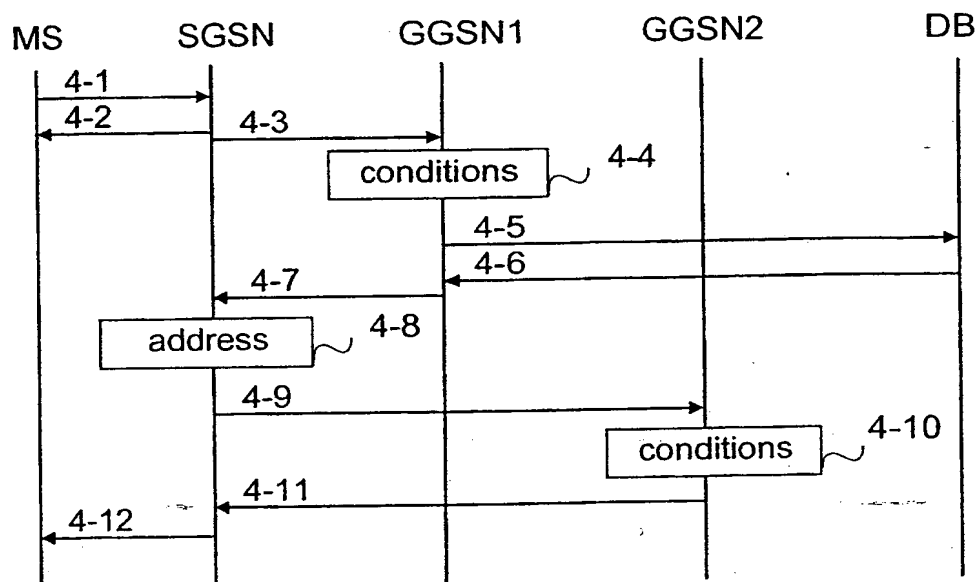 MS SGSN GGSN1 GGSN2 DB
4-1
4-2 4-3
conditions 4-4
4-5
4-6
4-7
address 4-8
4-9
conditions 4-10
4-11
4-12